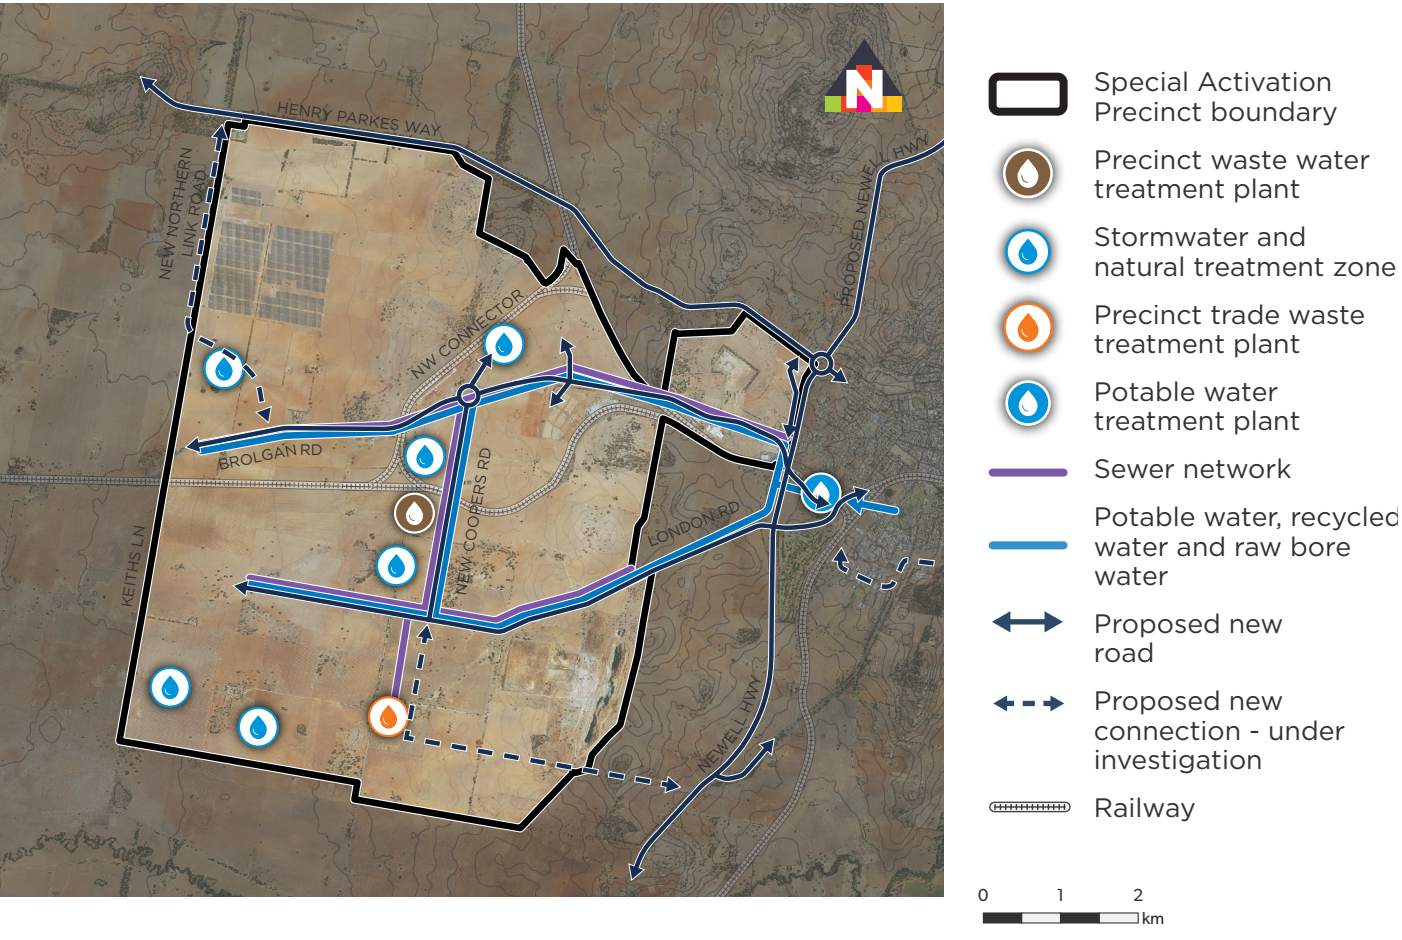 HENRY PARKES WAY
NEW NORTHERN
LINK ROAD
PROPOSED NEWELL HWY
N
NW CONNECTOR
BROLGAN RD
NEW COOPERS RD
LONDON RD
KEITHS LN
NEWELL HWY
Special Activation
Precinct boundary
Precinct waste water
treatment plant
Stormwater and
natural treatment zone
Precinct trade waste
treatment plant
Potable water
treatment plant
Sewer network
Potable water, recycled
water and raw bore
water
Proposed new
road
Proposed new
connection - under
investigation
Railway
0 1 2
km